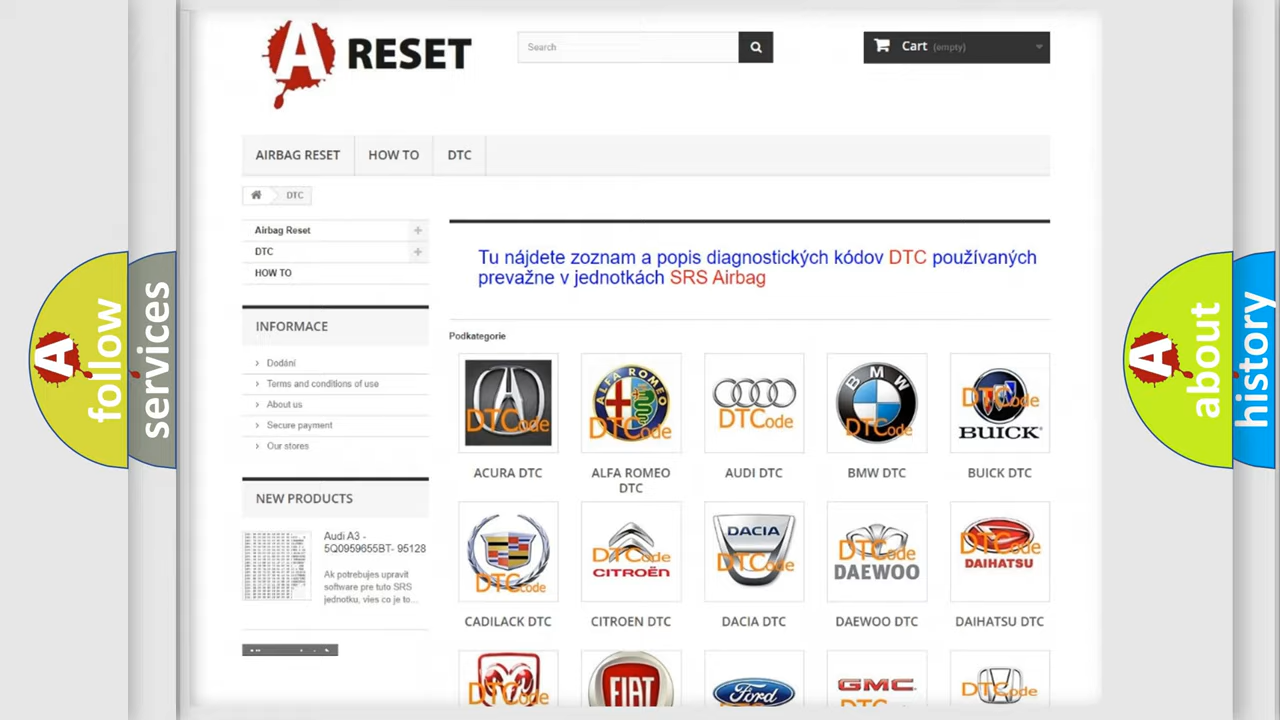 A RESET
Search
Cart (empty)
AIRBAG RESET
HOW TO
DTC
DTC
Airbag Reset
DTC
HOW TO
INFORMACE
Dodání
Terms and conditions of use
About us
Secure payment
Our stores
NEW PRODUCTS
Audi A3 -
5Q0959655BT- 95128
Ak potrebujes upravit
software pre tuto SRS
jednotku, vies co je to...
Tu nájdete zoznam a popis diagnostických kódov DTC používaných
prevažne v jednotkách SRS Airbag
Podkategorie
DTCode
ALFA ROMEO
DTCode
DTCode
BMW
DTCode
DTCode
BUICK
ACURA DTC
ALFA ROMEO
DTC
AUDI DTC
BMW DTC
BUICK DTC
DTCode
DTCode
CITROËN
DACIA
DTCode
DTCode
DAEWOO
DTCode
DAIHATSU
CADILACK DTC
CITROEN DTC
DACIA DTC
DAEWOO DTC
DAIHATSU DTC
DTCode
FIAT
Ford
GMC
DTCode
A
follow
services
A
about
history